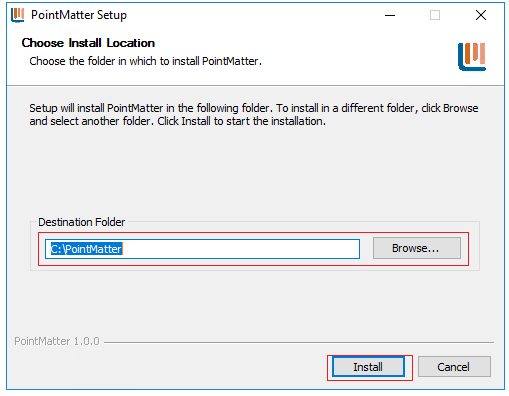 PointMatter Setup
Choose Install Location
Choose the folder in which to install PointMatter.
Setup will install PointMatter in the following folder. To install in a different folder, click Browse
and select another folder. Click Install to start the installation.
Destination Folder
C:\PointMatter
Browse...
PointMatter 1.0.0
Install
Cancel